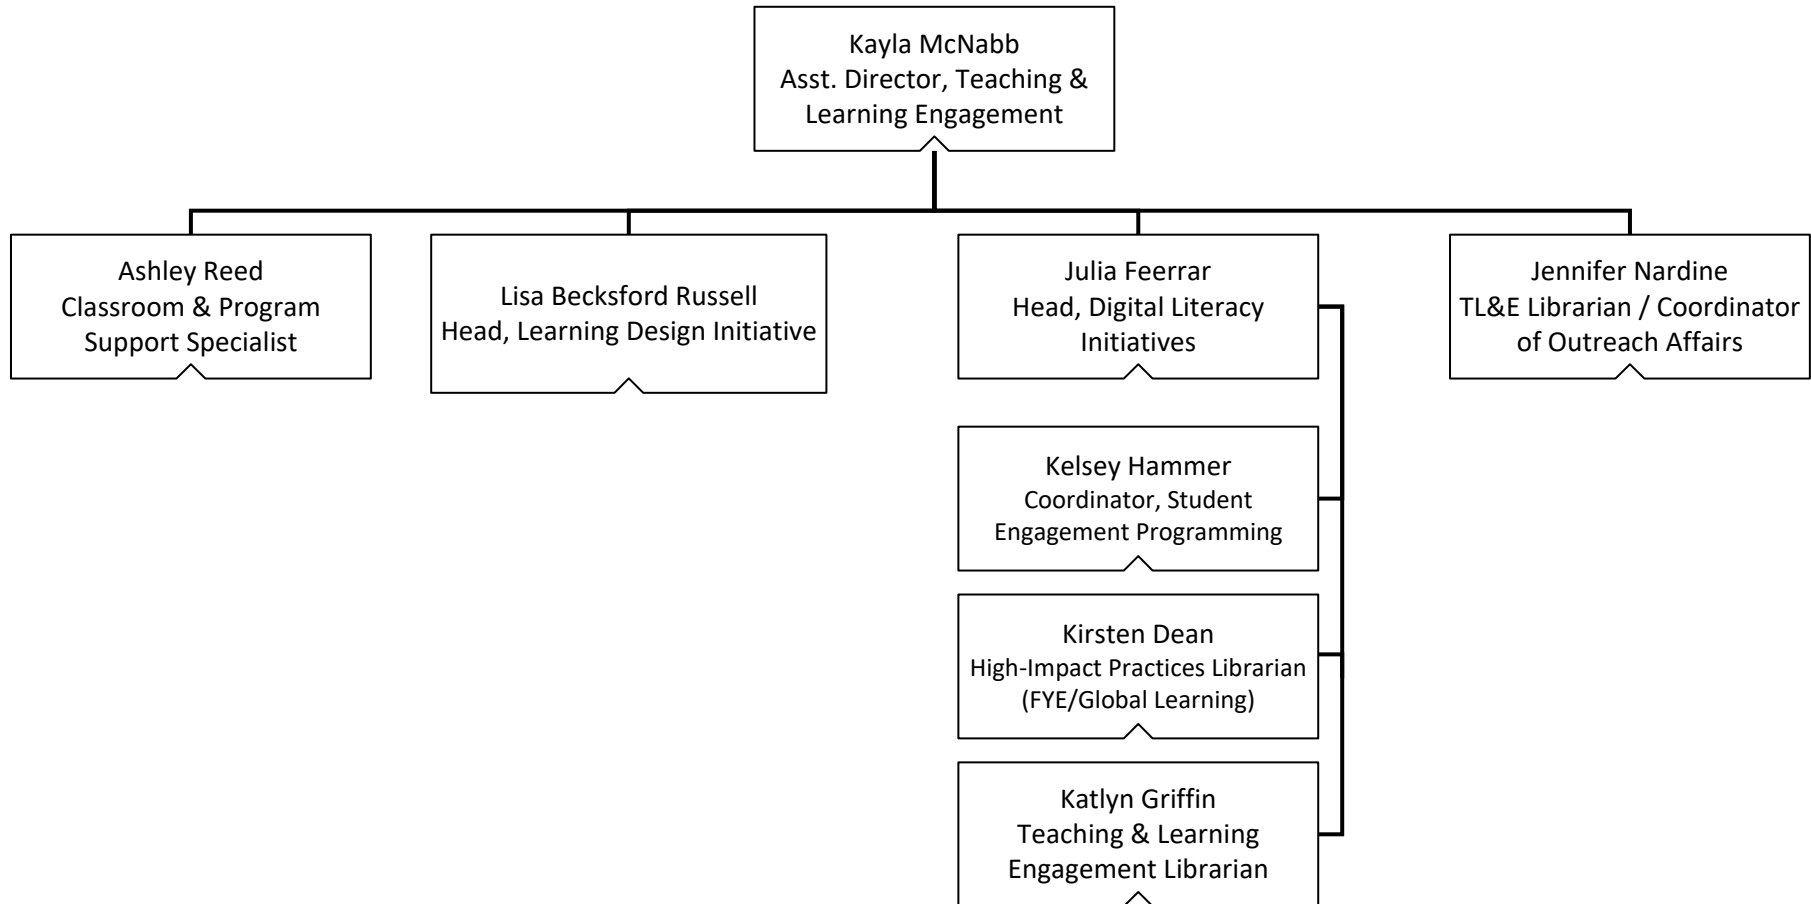 Kayla McNabb
Asst. Director, Teaching &
Learning Engagement
Ashley Reed
Classroom & Program
Support Specialist
Lisa Becksford Russell
Head, Learning Design Initiative
Julia Feerrar
Head, Digital Literacy
Initiatives
Jennifer Nardine
TL&E Librarian / Coordinator
of Outreach Affairs
Kelsey Hammer
Coordinator, Student
Engagement Programming
Kirsten Dean
High-Impact Practices Librarian
(FYE/Global Learning)
Katlyn Griffin
Teaching & Learning
Engagement Librarian